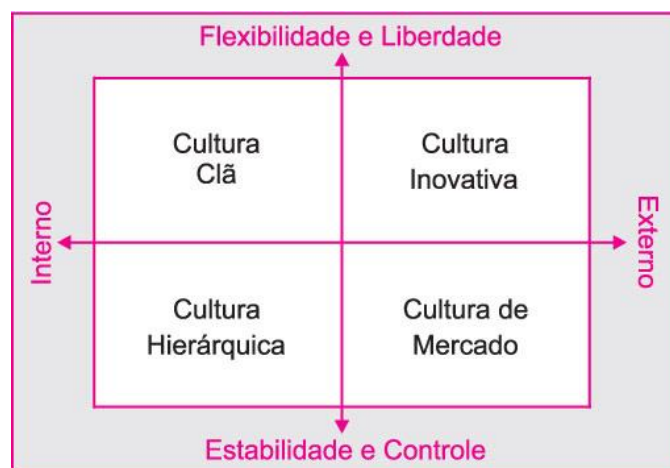 Flexibilidade e Liberdade
Cultura
Clã
Cultura
Inovativa
Interno
Externo
Cultura
Hierárquica
Cultura de
Mercado
Estabilidade e Controle